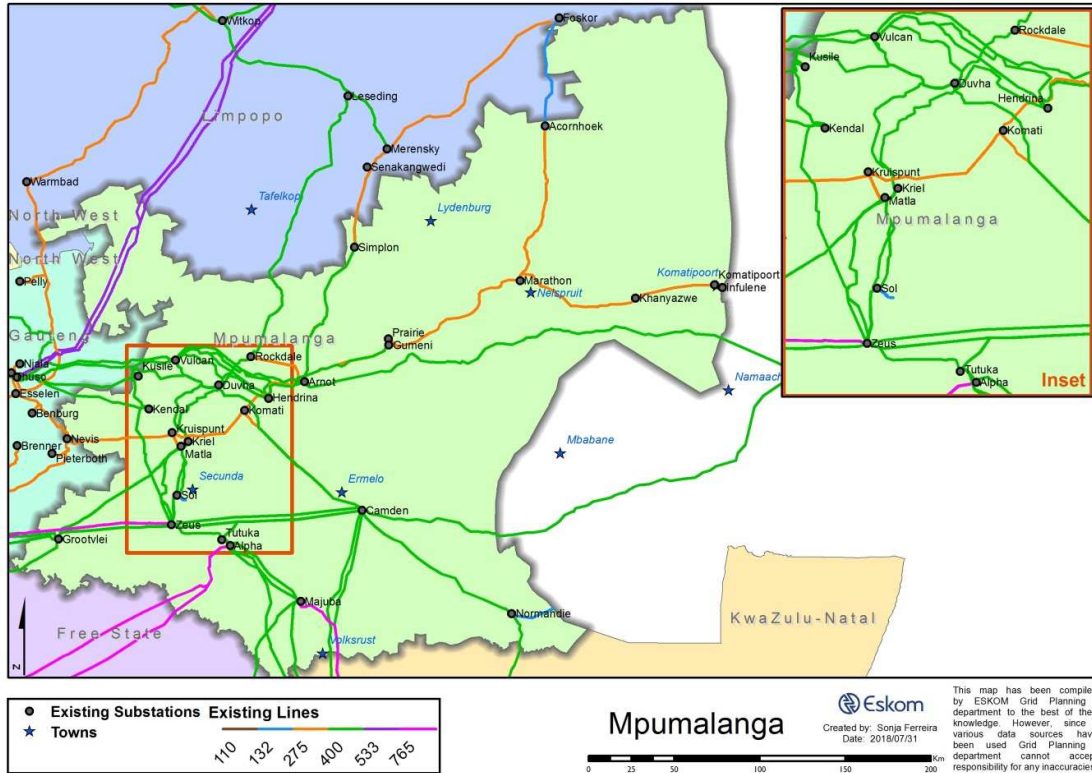 Witkop
Foskor
Leseding
Limpopo
Acornhoek
Merensky
Senakangwedi
Warmbad
Tafelkop
Lydenburg
North West
North West
Simplon
Pelly
Marathon
Nelspruit
Komatipoort
Komatipoort
Infulene
Khanyazwe
Gauteng
Mpumalanga
Prairie
Gumeni
Njala
Kusile
Vulcan
Rockdale
Duvha
Arnot
Esselen
Hendrina
Namaach
Benburg
Kendal
Komati
Kruispunt
Nevis
Kriel
Brenner
Matla
Pieterboth
Mbabane
Secunda
Ermelo
Sol
Camden
Zeus
Grootvlei
Tutuka
Alpha
Majuba
Normandie
KwaZulu-Natal
Free State
Volksrust
N
Rockdale
Vulcan
Kusile
Duvha
Hendrina
Kendal
Komati
Kruispunt
Kriel
Matla
Mpumalanga
Sol
Zeus
Tutuka
Alpha
Inset
Existing Substations
Towns
Existing Lines
110
132
275
400
533
765
Mpumalanga
Eskom
Created by: Sonja Ferreira
Date: 2018/07/31
0 25 50 100 150 200 Km
This map has been compile
by ESKOM Grid Planning
department to the best of the
knowledge. However, since
various data sources hav
been used Grid Planning
department cannot accep
responsibility for any inaccuracie